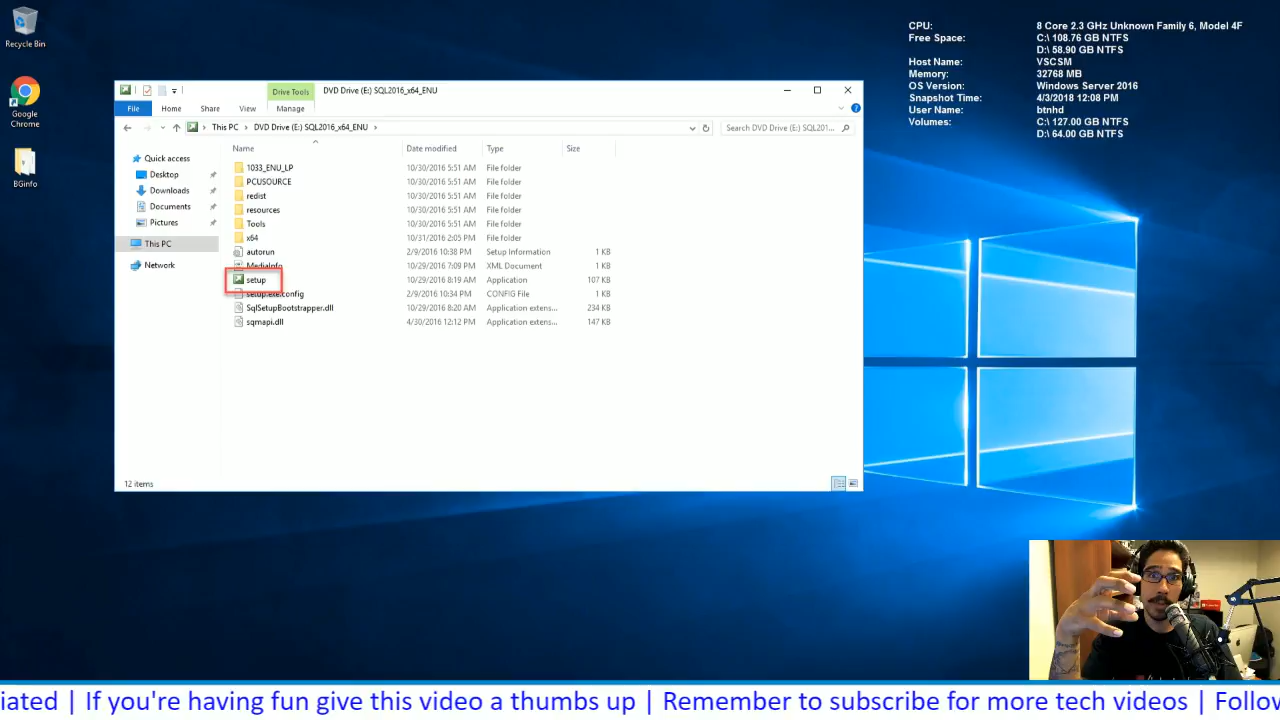 Recycle Bin
Google
Chrome
BGinfo
CPU: 8 Core 2.3 GHz Unknown Family 6, Model 4F
Free Space: C:\ 108.76 GB NTFS
D:\ 58.90 GB NTFS
Host Name: VSCSM
Memory: 32768 MB
OS Version: Windows Server 2016
Snapshot Time: 4/3/2018 12:08 PM
User Name: btnhd
Volumes: C:\ 127.00 GB NTFS
D:\ 64.00 GB NTFS
Drive Tools DVD Drive (E:) SQL2016_x64_ENU
File Home Share View Manage
This PC > DVD Drive (E:) SQL2016_x64_ENU > Search DVD Drive (E:) SQL201...
Quick access
Desktop
Downloads
Documents
Pictures
This PC
Network
Name Date modified Type Size
1033_ENU_LP 10/30/2016 5:51 AM File folder
PCUSOURCE 10/30/2016 5:51 AM File folder
redist 10/30/2016 5:51 AM File folder
resources 10/30/2016 5:51 AM File folder
Tools 10/30/2016 5:51 AM File folder
x64 10/31/2016 2:05 PM File folder
autorun 2/9/2016 10:38 PM Setup Information 1 KB
MediaInfo 10/29/2016 7:09 PM XML Document 1 KB
setup 10/29/2016 8:19 AM Application 107 KB
setup.exe.config 2/9/2016 10:34 PM CONFIG File 1 KB
SqlSetupBootstrapper.dll 10/29/2016 8:20 AM Application extens... 234 KB
sqmapi.dll 4/30/2016 12:12 PM Application extens... 147 KB
12 items
iated | If you're having fun give this video a thumbs up | Remember to subscribe for more tech videos | Follow